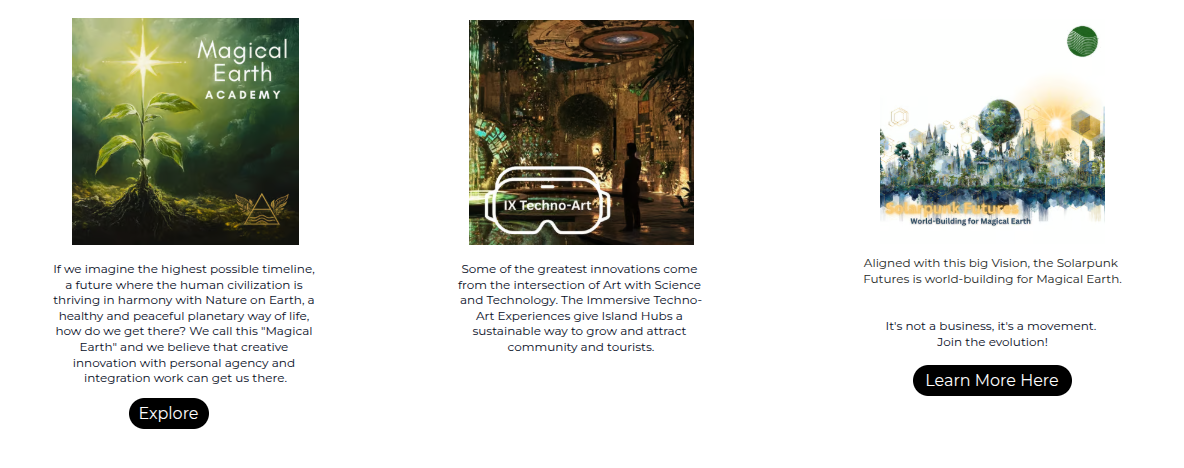 Magical
Earth
ACADEMY
If we imagine the highest possible timeline,
a future where the human civilization is
thriving in harmony with Nature on Earth, a
healthy and peaceful planetary way of life,
how do we get there? We call this "Magical
Earth" and we believe that creative
innovation with personal agency and
integration work can get us there.
Explore
IX Techno-Art
Some of the greatest innovations come
from the intersection of Art with Science
and Technology. The Immersive Techno-
Art Experiences give Island Hubs a
sustainable way to grow and attract
community and tourists.
Solarpunk Futures
World-Building for Magical Earth
Aligned with this big Vision, the Solarpunk
Futures is world-building for Magical Earth.
It's not a business, it's a movement.
Join the evolution!
Learn More Here